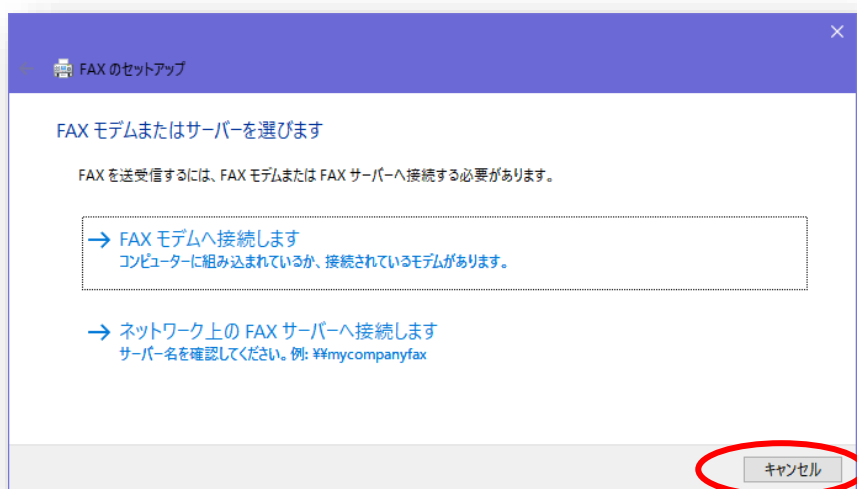 FAX のセットアップ
FAX モデムまたはサーバーを選びます
FAX を送受信するには、FAX モデムまたは FAX サーバーへ接続する必要があります。
→ FAX モデムへ接続します
コンピューターに組み込まれているか、接続されているモデムがあります。
→ ネットワーク上の FAX サーバーへ接続します
サーバー名を確認してください。例: ¥¥mycompanyfax
キャンセル